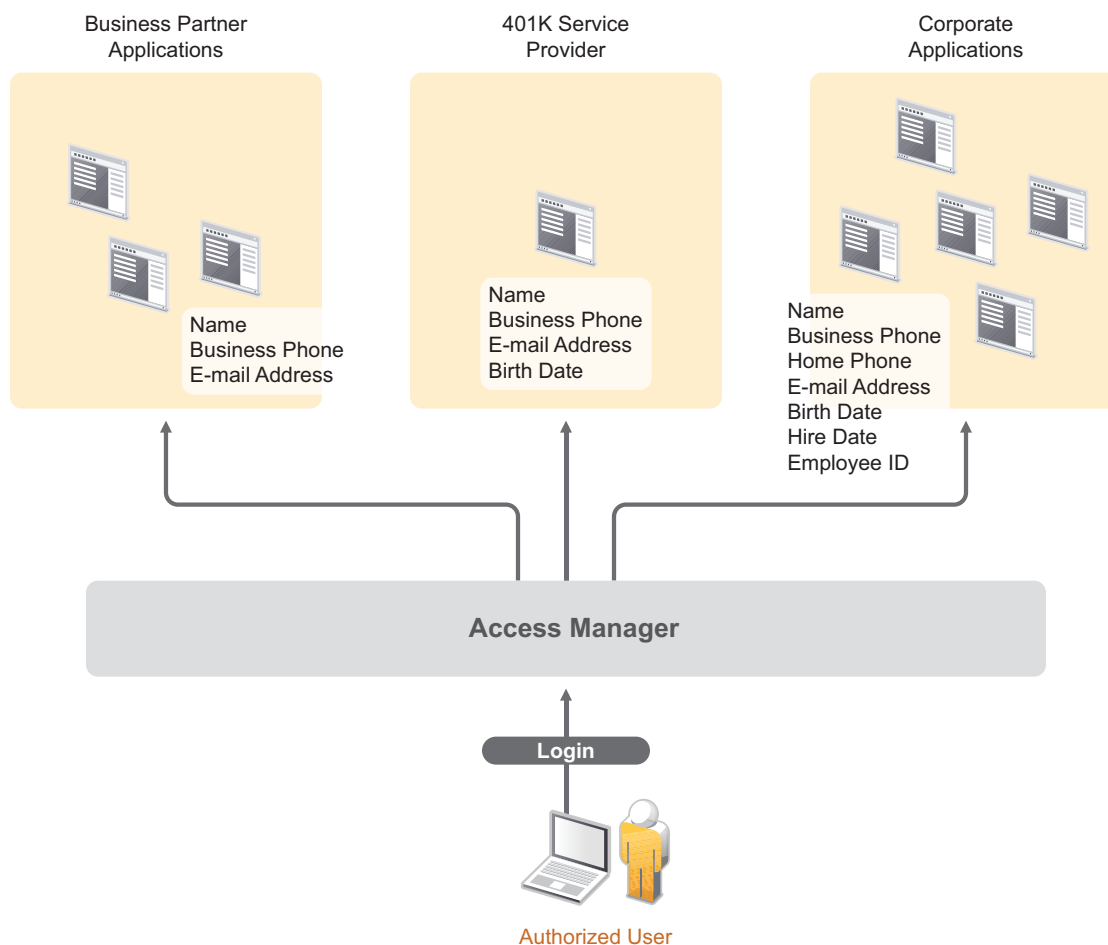 Business Partner
Applications
401K Service
Provider
Corporate
Applications
Name
Business Phone
E-mail Address
Name
Business Phone
E-mail Address
Birth Date
Name
Business Phone
Home Phone
E-mail Address
Birth Date
Hire Date
Employee ID
Access Manager
Login
Authorized User